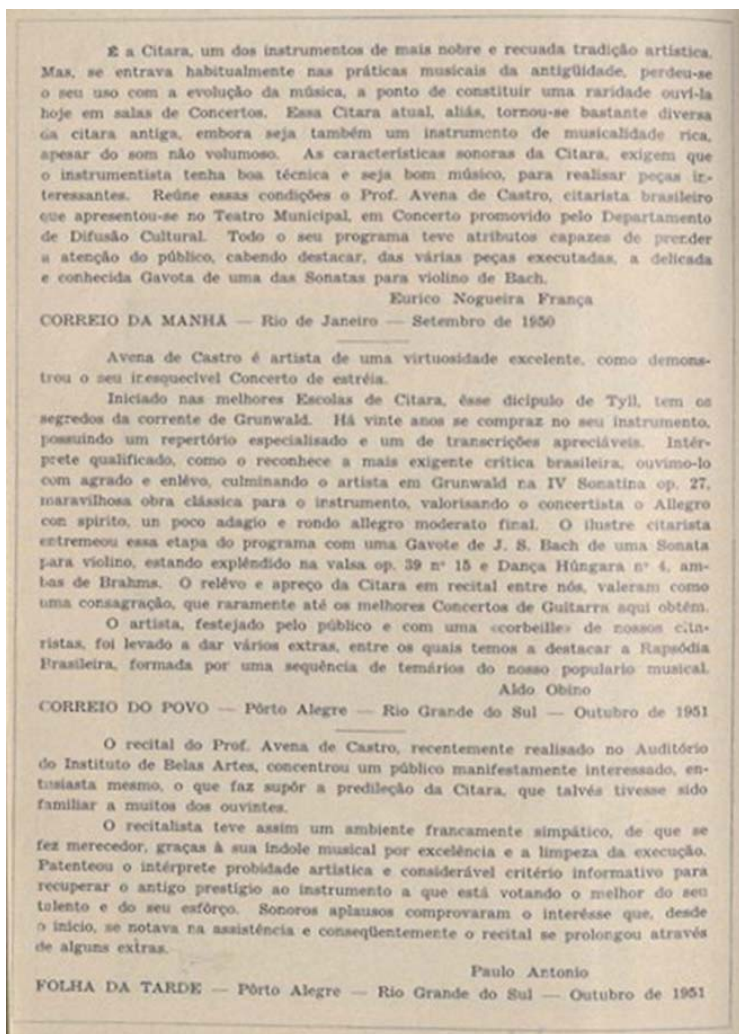 É a Citara, um dos instrumentos de mais nobre e recuada tradição artística.
Mas, se entrava habitualmente nas práticas musicais da antigüidade, perdeu-se
o seu uso com a evolução da música, a ponto de constituir uma raridade ouvi-la
hoje em salas de Concertos. Essa Citara atual, aliás, tornou-se bastante diversa
da citara antiga, embora seja também um instrumento de musicalidade rica,
apesar do som não volumoso. As características sonoras da Citara, exigem que
o instrumentista tenha boa técnica e seja bom músico, para realisar peças in-
teressantes. Reúne essas condições o Prof. Avena de Castro, citarista brasileiro
que apresentou-se no Teatro Municipal, em Concerto promovido pelo Departamento
de Difusão Cultural. Todo o seu programa teve atributos capazes de prender
a atenção do público, cabendo destacar, das várias peças executadas, a delicada
e conhecida Gavota de uma das Sonatas para violino de Bach.
Eurico Nogueira França
CORREIO DA MANHÃ — Rio de Janeiro — Setembro de 1950
Avena de Castro é artista de uma virtuosidade excelente, como demons-
trou o seu inesquecível Concerto de estréia.
Iniciado nas melhores Escolas de Citara, êsse dicípulo de Tyll, tem os
segredos da corrente de Grunwald. Há vinte anos se compraz no seu instrumento,
possuindo um repertório especialisado e um de transcrições apreciáveis. Intér-
prete qualificado, como o reconhece a mais exigente crítica brasileira, ouvimo-lo
com agrado e enlêvo, culminando o artista em Grunwald na IV Sonatina op. 27,
maravilhosa obra clássica para o instrumento, valorisando o concertista o Allegro
con spirito, un poco adagio e rondo allegro moderato final. O ilustre citarista
entremeou essa etapa do programa com uma Gavote de J. S. Bach de uma Sonata
para violino, estando explêndido na valsa op. 39 nº 15 e Dança Húngara nº 4, am-
bas de Brahms. O relêvo e apreço da Citara em recital entre nós, valeram como
uma consagração, que raramente até os melhores Concertos de Guitarra aqui obtêm.
O artista, festejado pelo público e com uma «corbeille» de nossos cita-
ristas, foi levado a dar vários extras, entre os quais temos a destacar a Rapsódia
Brasileira, formada por uma sequência de temários do nosso populario musical.
Aldo Obino
CORREIO DO POVO — Pôrto Alegre — Rio Grande do Sul — Outubro de 1951
O recital do Prof. Avena de Castro, recentemente realisado no Auditório
do Instituto de Belas Artes, concentrou um público manifestamente interessado, en-
tusiasta mesmo, o que faz supôr a predileção da Citara, que talvés tivesse sido
familiar a muitos dos ouvintes.
O recitalista teve assim um ambiente francamente simpático, de que se
fez merecedor, graças à sua índole musical por excelência e a limpeza da execução.
Patenteou o intérprete probidade artística e considerável critério informativo para
recuperar o antigo prestígio ao instrumento a que está votando o melhor do seu
talento e do seu esfôrço. Sonoros aplausos comprovaram o interêsse que, desde
o início, se notava na assistência e conseqüentemente o recital se prolongou através
de alguns extras.
Paulo Antonio
FOLHA DA TARDE — Pôrto Alegre — Rio Grande do Sul — Outubro de 1951